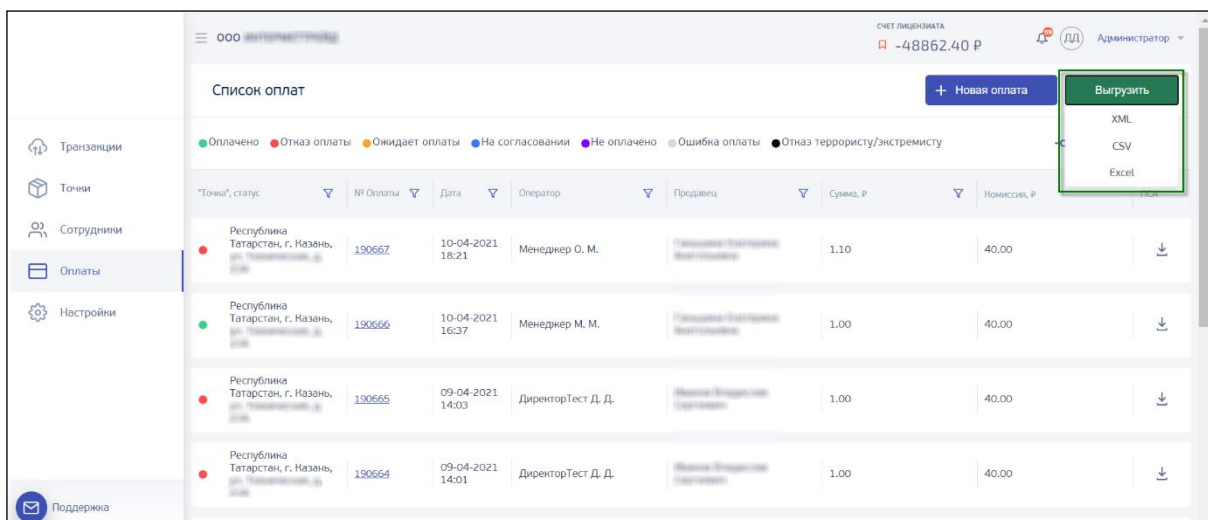 СЧЕТ ЛИЦЕНЗИАТА
ООО
-48862.40 ₽
ДД
Администратор
Список оплат
+ Новая оплата
Выгрузить
XML
CSV
Excel
Оплачено Отказ оплаты Ожидает оплаты На согласовании Не оплачено Ошибка оплаты Отказ террористу/экстремисту
Транзакции
Точки
Сотрудники
Оплаты
Настройки
Поддержка
"Точка", статус № Оплаты Дата Оператор Продавец Сумма, ₽ Комиссия, ₽
Республика
Татарстан, г. Казань,
190667
10-04-2021
18:21
Менеджер О. М.
1.10
40.00
Республика
Татарстан, г. Казань,
190666
10-04-2021
16:37
Менеджер М. М.
1.00
40.00
Республика
Татарстан, г. Казань,
190665
09-04-2021
14:03
ДиректорТест Д. Д.
1.00
40.00
Республика
Татарстан, г. Казань,
190664
09-04-2021
14:01
ДиректорТест Д. Д.
1.00
40.00